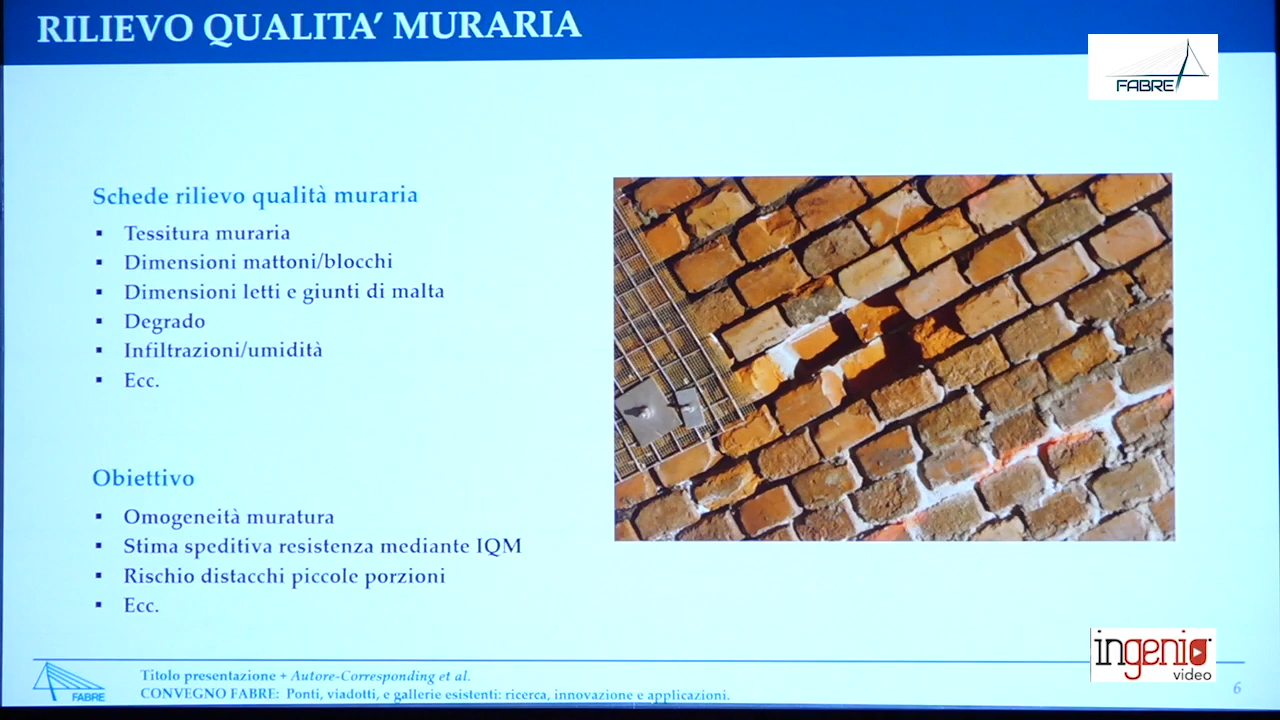 RILIEVO QUALITA’ MURARIA
FABRE
Schede rilievo qualità muraria
▪ Tessitura muraria
▪ Dimensioni mattoni/blocchi
▪ Dimensioni letti e giunti di malta
▪ Degrado
▪ Infiltrazioni/umidità
▪ Ecc.
Obiettivo
▪ Omogeneità muratura
▪ Stima speditiva resistenza mediante IQM
▪ Rischio distacchi piccole porzioni
▪ Ecc.
ingenio
video
FABRE
Titolo presentazione + Autore-Corresponding et al.
CONVEGNO FABRE: Ponti, viadotti, e gallerie esistenti: ricerca, innovazione e applicazioni.
6